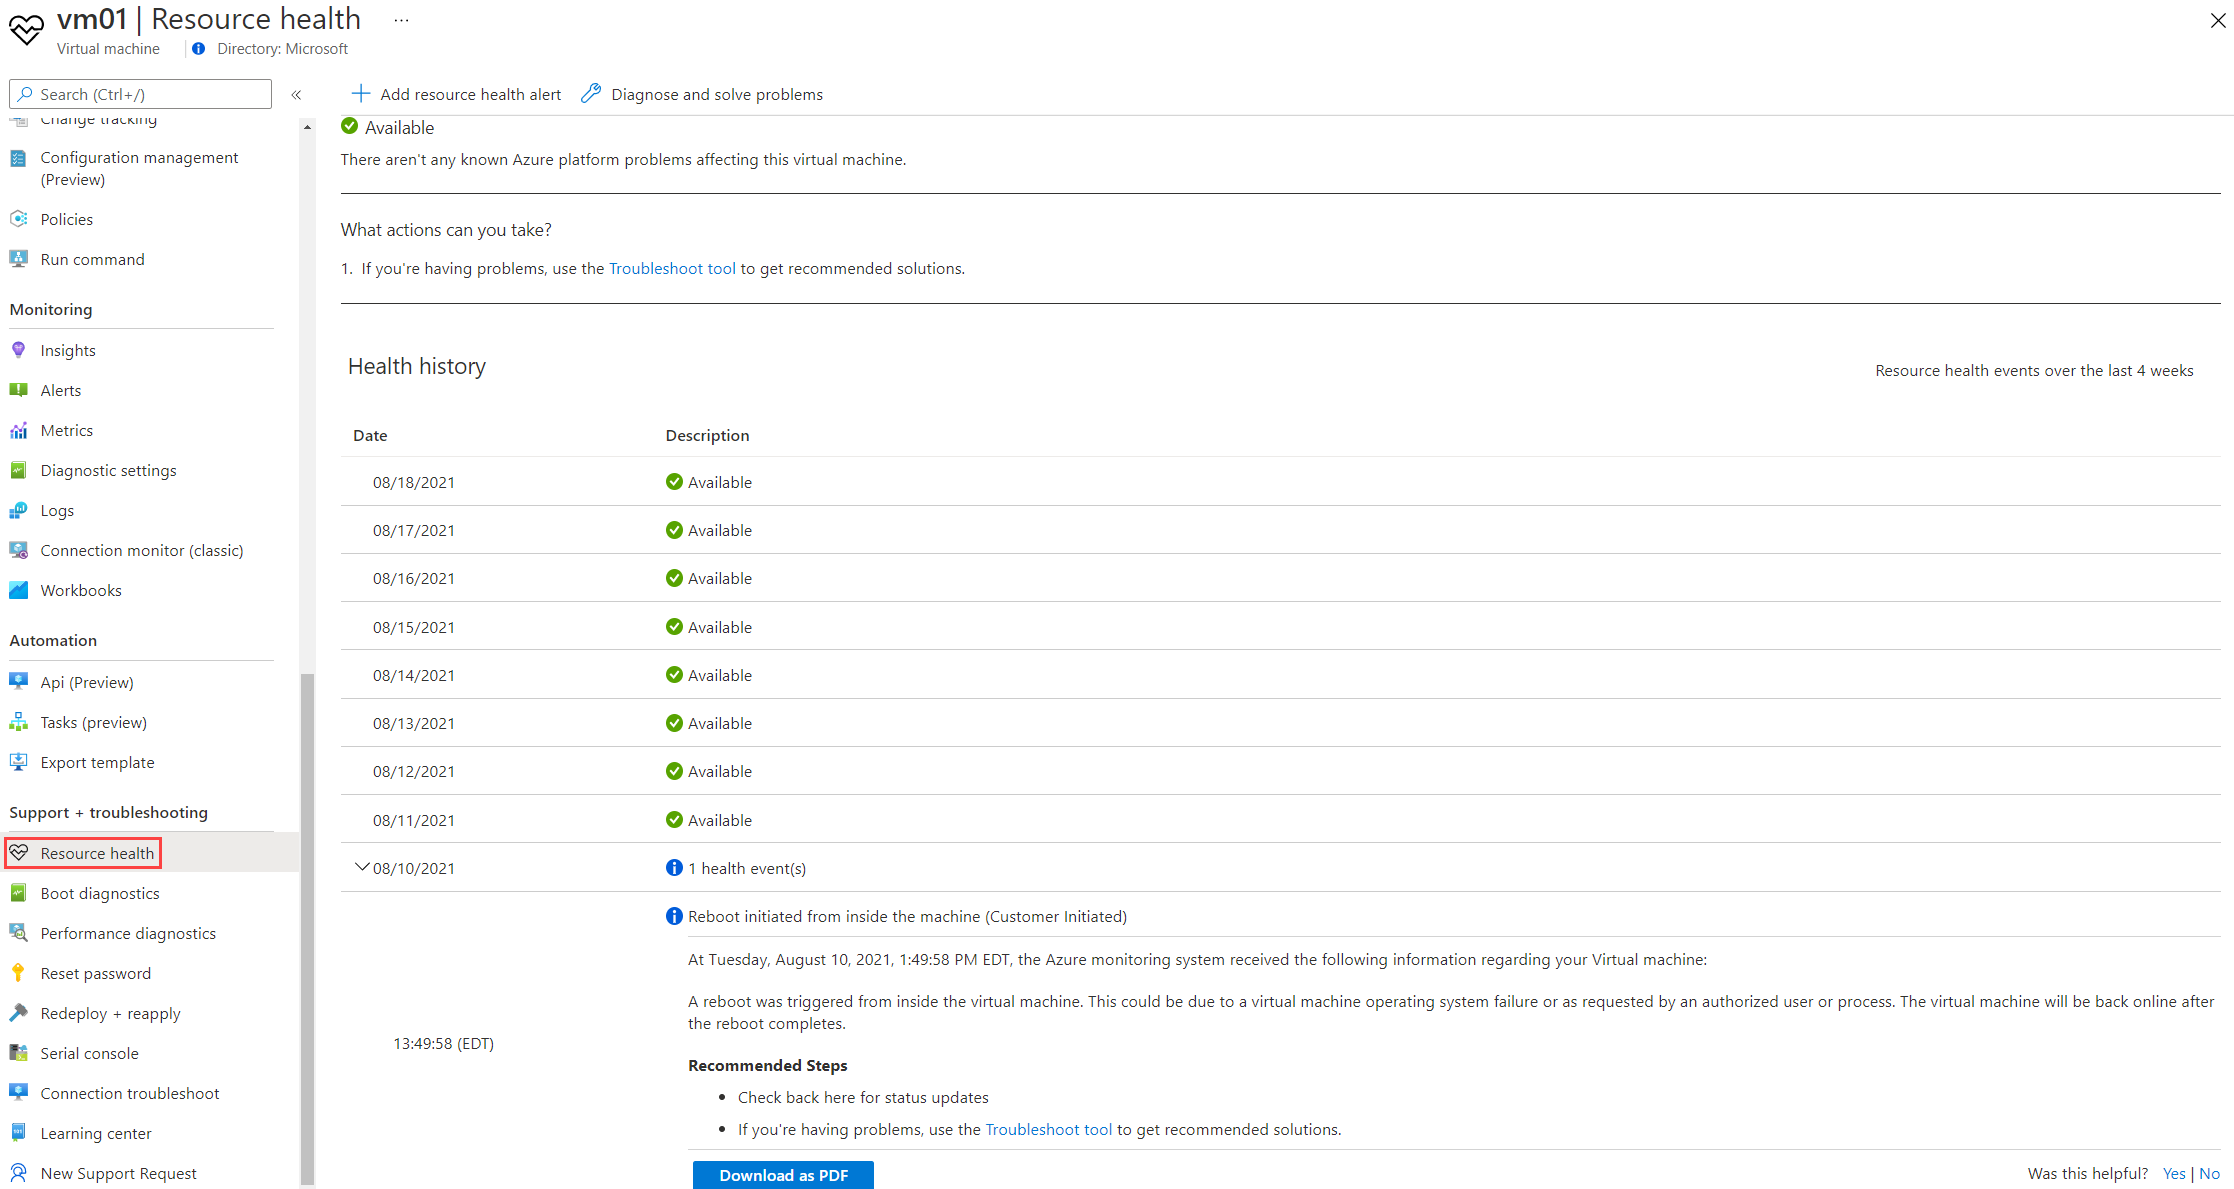 vm01 | Resource health ...
Virtual machine
Directory: Microsoft
Search (Ctrl+/)
«
Change tracking
Configuration management
(Preview)
Policies
Run command
Monitoring
Insights
Alerts
Metrics
Diagnostic settings
Logs
Connection monitor (classic)
Workbooks
Automation
Api (Preview)
Tasks (preview)
Export template
Support + troubleshooting
Resource health
Boot diagnostics
Performance diagnostics
Reset password
Redeploy + reapply
Serial console
Connection troubleshoot
Learning center
New Support Request
Add resource health alert
Diagnose and solve problems
Available
There aren't any known Azure platform problems affecting this virtual machine.
What actions can you take?
1. If you're having problems, use the Troubleshoot tool to get recommended solutions.
Health history
Resource health events over the last 4 weeks
Date Description
08/18/2021 Available
08/17/2021 Available
08/16/2021 Available
08/15/2021 Available
08/14/2021 Available
08/13/2021 Available
08/12/2021 Available
08/11/2021 Available
08/10/2021 1 health event(s)
13:49:58 (EDT)
Reboot initiated from inside the machine (Customer Initiated)
At Tuesday, August 10, 2021, 1:49:58 PM EDT, the Azure monitoring system received the following information regarding your Virtual machine:
A reboot was triggered from inside the virtual machine. This could be due to a virtual machine operating system failure or as requested by an authorized user or process. The virtual machine will be back online after
the reboot completes.
Recommended Steps
• Check back here for status updates
• If you're having problems, use the Troubleshoot tool to get recommended solutions.
Download as PDF
Was this helpful? Yes | No